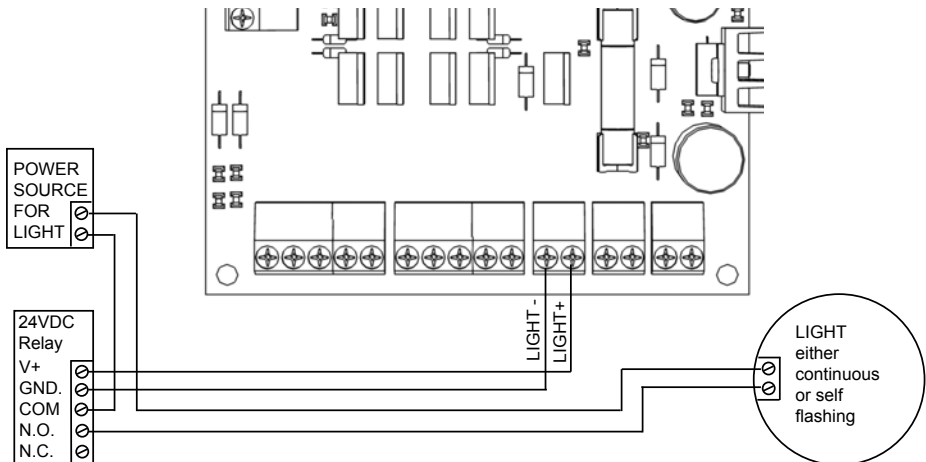 POWER
SOURCE
FOR
LIGHT
24VDC
Relay
V+
GND.
COM
N.O.
N.C.
LIGHT -
LIGHT+
LIGHT
either
continuous
or self
flashing